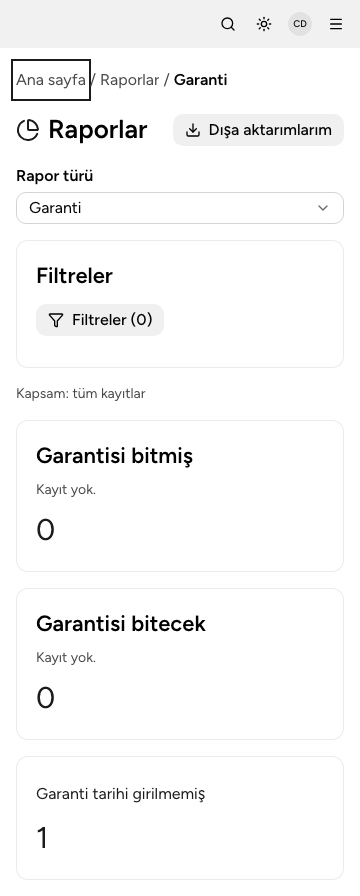 CD
Ana sayfa / Raporlar / Garanti
Raporlar
Dışa aktarımlarım
Rapor türü
Garanti
Filtreler
Filtreler (0)
Kapsam: tüm kayıtlar
Garantisi bitmiş
Kayıt yok.
0
Garantisi bitecek
Kayıt yok.
0
Garanti tarihi girilmemiş
1